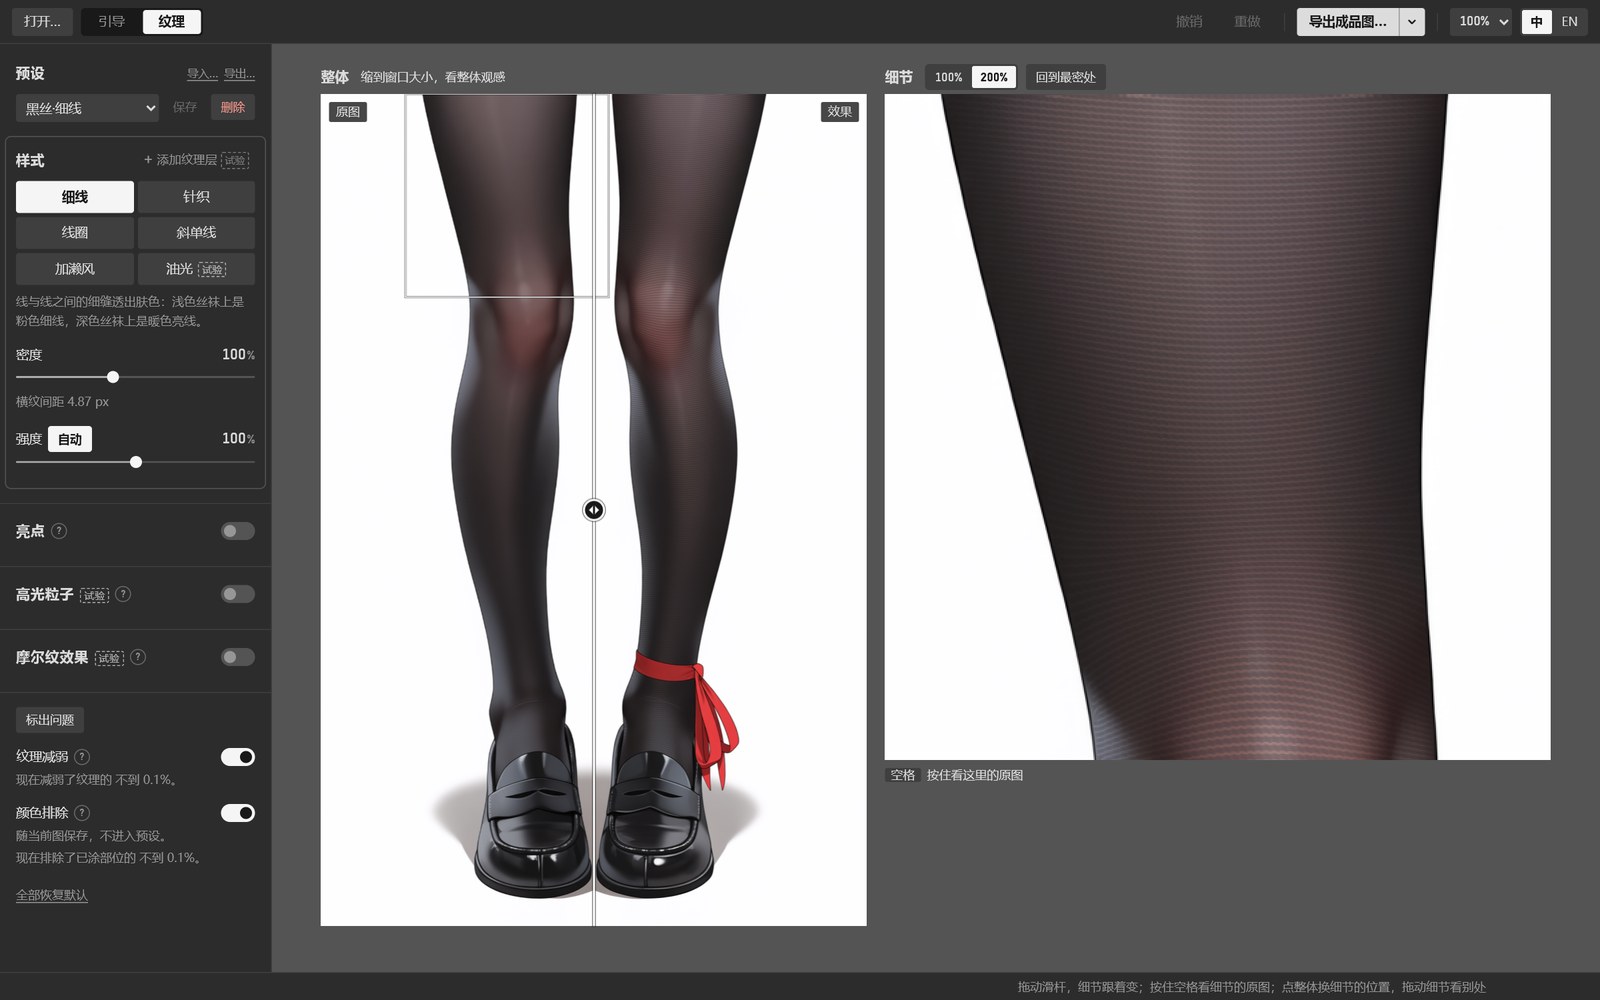 打开...
引导
纹理
撤销
重做
导出成品图...
100%
中
EN
预设
导入...
导出...
黑丝·细线
保存
删除
样式
+ 添加纹理层 试验
细线
针织
线圈
斜单线
加濑风
油光 试验
线与线之间的细缝透出肤色：浅色丝袜上是
粉色细线，深色丝袜上是暖色亮线。
密度
100%
横纹间距 4.87 px
强度
自动
100%
亮点 ?
高光粒子 试验 ?
摩尔纹效果 试验 ?
标出问题
纹理减弱 ?
现在减弱了纹理的 不到 0.1%。
颜色排除 ?
随当前图保存，不进入预设。
现在排除了已涂部位的 不到 0.1%。
全部恢复默认
整体 缩到窗口大小，看整体观感
原图
效果
细节
100%
200%
回到最密处
空格 按住看这里的原图
拖动滑杆，细节跟着变；按住空格看细节的原图；点整体换细节的位置，拖动细节看别处